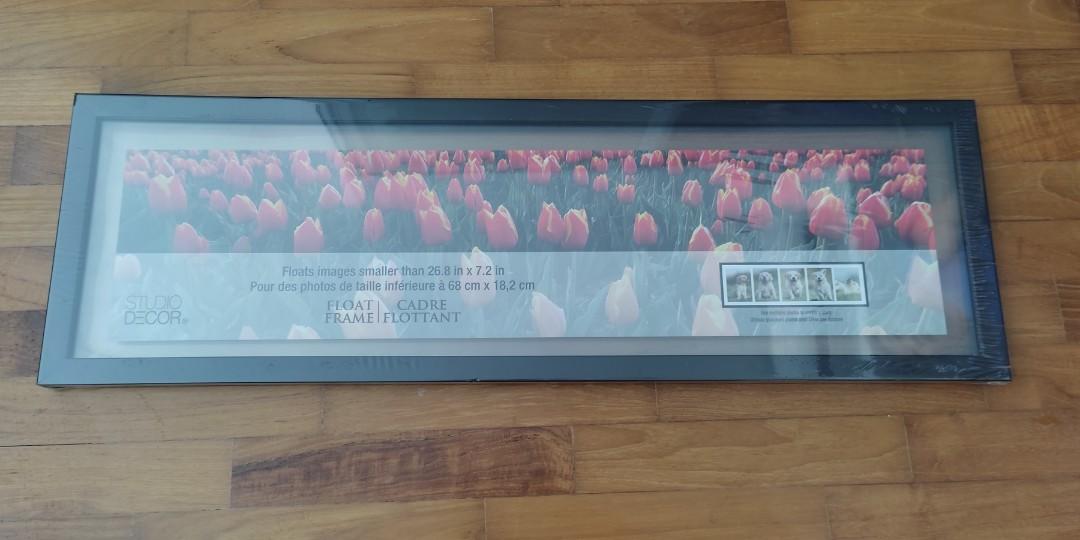 Floats images smaller than 26.8 in x 7.2 in
Pour des photos de taille inférieure à 68 cm x 18,2 cm
STUDIO
DECOR
FLOAT FRAME
CADRE FLOTTANT